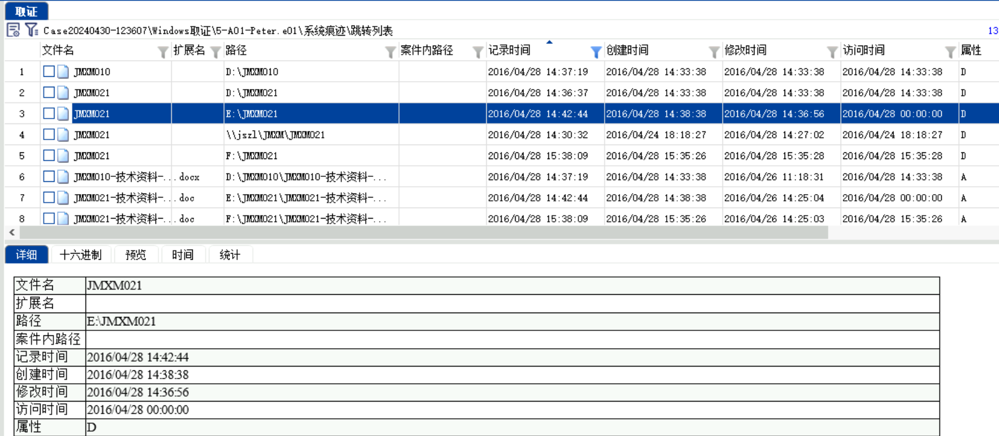 取证
Case20240430-123607\Windows取证\5-A01-Peter.e01\系统痕迹\跳转列表 13
文件名 扩展名 路径 案件内路径 记录时间 创建时间 修改时间 访问时间 属性
1 JMXM010 D:\JMXM010 2016/04/28 14:37:19 2016/04/28 14:33:38 2016/04/28 14:33:38 2016/04/28 14:33:38 D
2 JMXM021 D:\JMXM021 2016/04/28 14:36:37 2016/04/28 14:33:38 2016/04/28 14:33:38 2016/04/28 14:33:38 D
3 JMXM021 E:\JMXM021 2016/04/28 14:42:44 2016/04/28 14:38:38 2016/04/28 14:36:56 2016/04/28 00:00:00 D
4 JMXM021 \\jszl\JMXM\JMXM021 2016/04/28 14:30:32 2016/04/24 18:18:27 2016/04/28 14:27:02 2016/04/24 18:18:27 D
5 JMXM021 F:\JMXM021 2016/04/28 15:38:09 2016/04/28 15:35:26 2016/04/28 15:35:28 2016/04/28 15:35:28 D
6 JMXM010-技术资料-... docx D:\JMXM010\JMXM010-技术资料-... 2016/04/28 14:37:19 2016/04/28 14:33:38 2016/04/26 11:18:31 2016/04/28 14:33:38 A
7 JMXM021-技术资料-... doc E:\JMXM021\JMXM021-技术资料-... 2016/04/28 14:42:44 2016/04/28 14:38:38 2016/04/26 14:25:04 2016/04/28 00:00:00 A
8 JMXM021-技术资料-... doc F:\JMXM021\JMXM021-技术资料-... 2016/04/28 15:38:09 2016/04/28 15:35:26 2016/04/26 14:25:03 2016/04/28 15:35:26 A
详细 十六进制 预览 时间 统计
文件名 JMXM021
扩展名
路径 E:\JMXM021
案件内路径
记录时间 2016/04/28 14:42:44
创建时间 2016/04/28 14:38:38
修改时间 2016/04/28 14:36:56
访问时间 2016/04/28 00:00:00
属性 D